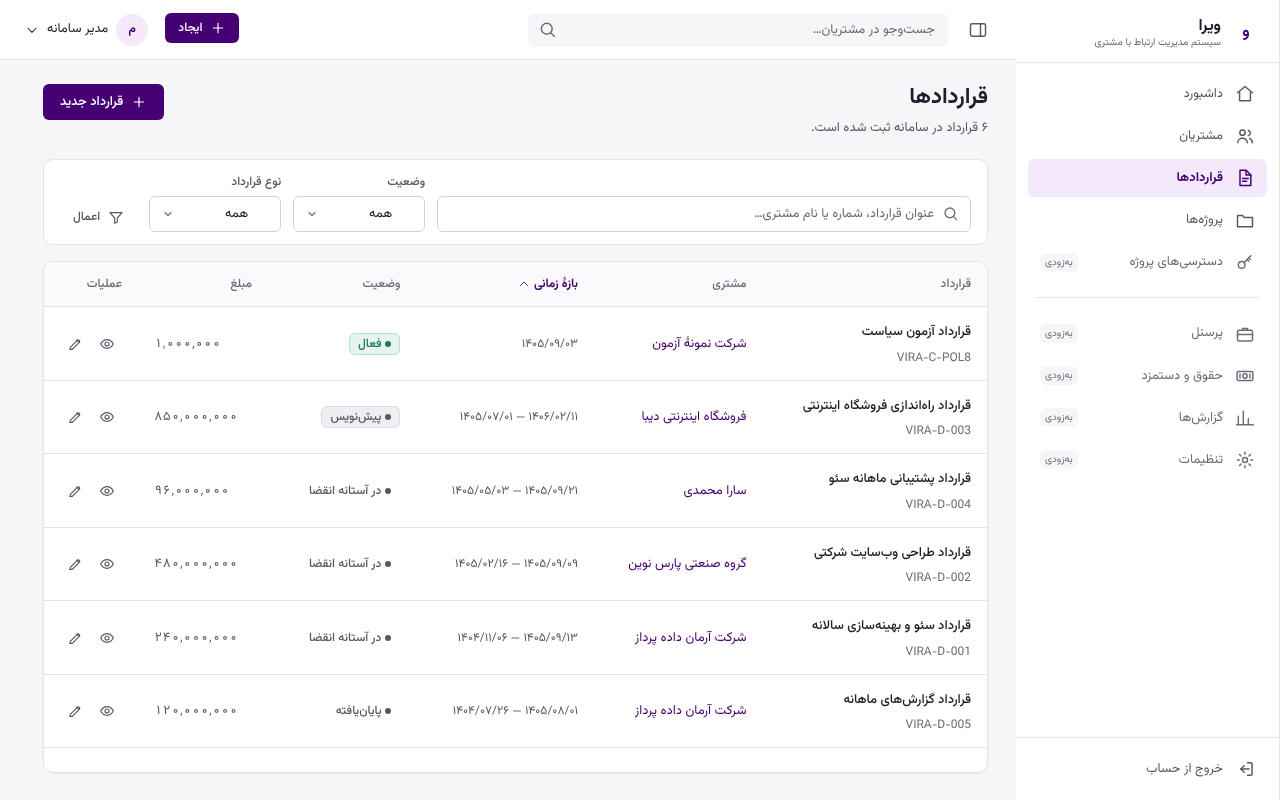 ویرا
سیستم مدیریت ارتباط با مشتری
و
داشبورد
مشتریان
قراردادها
پروژه‌ها
دسترسی‌های پروژه
به‌زودی
پرسنل
به‌زودی
حقوق و دستمزد
به‌زودی
گزارش‌ها
به‌زودی
تنظیمات
به‌زودی
خروج از حساب
جست‌وجو در مشتریان…
ایجاد
م
مدیر سامانه
قراردادها
۶ قرارداد در سامانه ثبت شده است.
قرارداد جدید
عنوان قرارداد، شماره یا نام مشتری…
وضعیت
همه
نوع قرارداد
همه
اعمال
قرارداد مشتری بازهٔ زمانی وضعیت مبلغ عملیات
قرارداد آزمون سیاست
VIRA-C-POL8
شرکت نمونهٔ آزمون
۱۴۰۵/۰۹/۰۳
فعال
۱,۰۰۰,۰۰۰
قرارداد راه‌اندازی فروشگاه اینترنتی
VIRA-D-003
فروشگاه اینترنتی دیبا
۱۴۰۵/۰۷/۰۱ — ۱۴۰۶/۰۲/۱۱
پیش‌نویس
۸۵۰,۰۰۰,۰۰۰
قرارداد پشتیبانی ماهانه سئو
VIRA-D-004
سارا محمدی
۱۴۰۵/۰۵/۰۳ — ۱۴۰۵/۰۹/۲۱
در آستانه انقضا
۹۶,۰۰۰,۰۰۰
قرارداد طراحی وب‌سایت شرکتی
VIRA-D-002
گروه صنعتی پارس نوین
۱۴۰۵/۰۲/۱۶ — ۱۴۰۵/۰۹/۰۹
در آستانه انقضا
۴۸۰,۰۰۰,۰۰۰
قرارداد سئو و بهینه‌سازی سالانه
VIRA-D-001
شرکت آرمان داده پرداز
۱۴۰۴/۱۱/۰۶ — ۱۴۰۵/۰۹/۱۳
در آستانه انقضا
۲۴۰,۰۰۰,۰۰۰
قرارداد گزارش‌های ماهانه
VIRA-D-005
شرکت آرمان داده پرداز
۱۴۰۴/۰۷/۲۶ — ۱۴۰۵/۰۸/۰۱
پایان‌یافته
۱۲۰,۰۰۰,۰۰۰